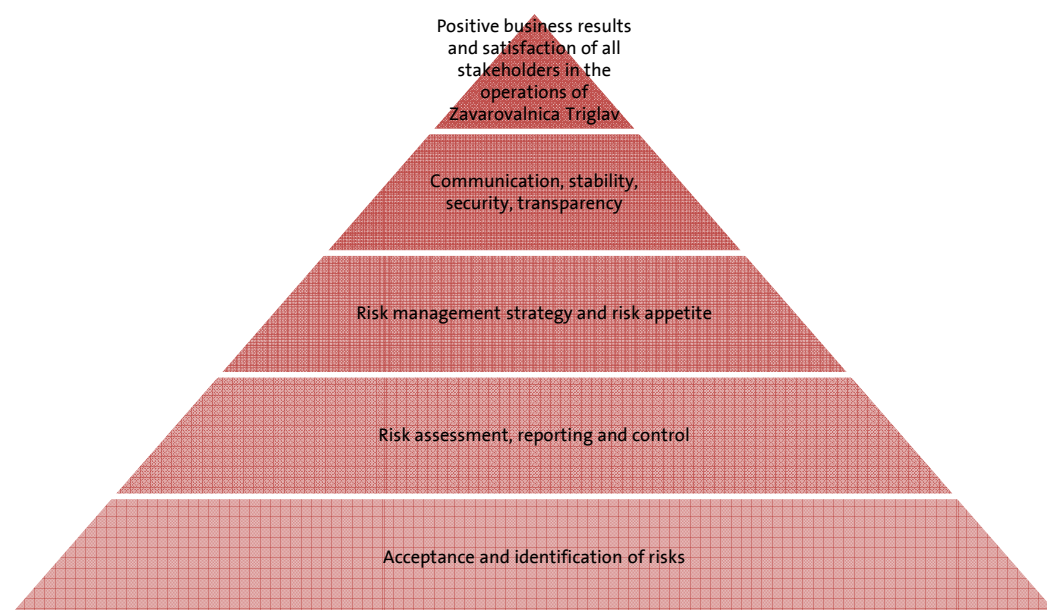 Positive business results
and satisfaction of all
stakeholders in the
operations of
Zavarovalnica Triglav
Communication, stability,
security, transparency
Risk management strategy and risk appetite
Risk assessment, reporting and control
Acceptance and identification of risks